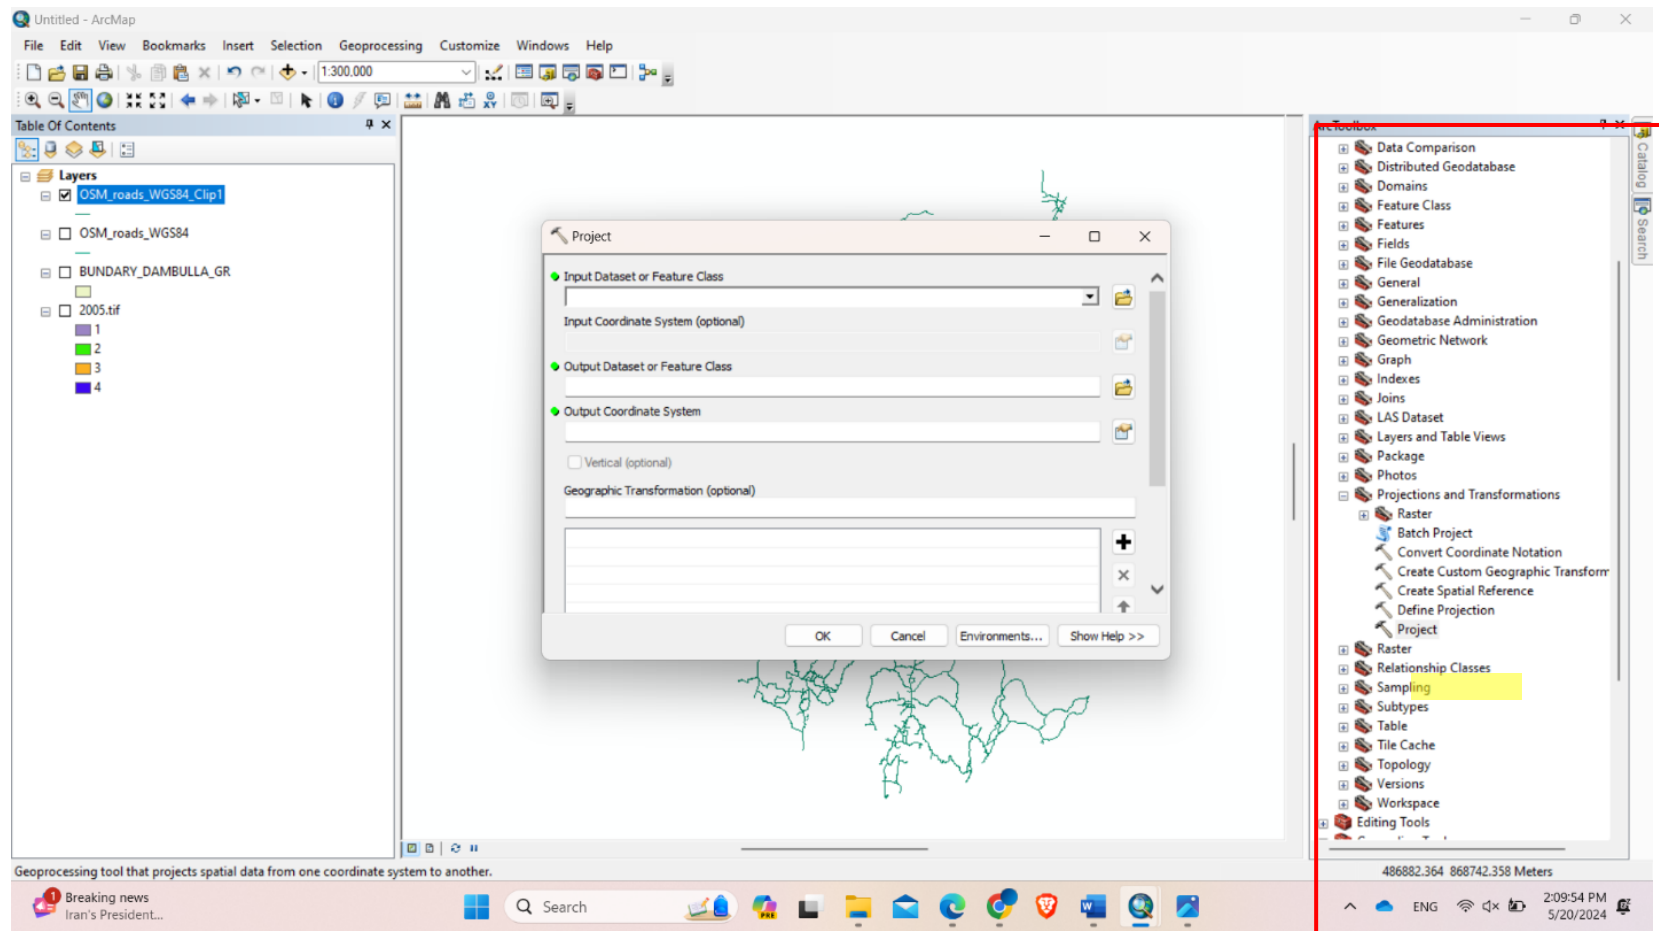 Untitled - ArcMap
File Edit View Bookmarks Insert Selection Geoprocessing Customize Windows Help
1:300,000
Table Of Contents
Layers
OSM_roads_WGS84_Clip1
OSM_roads_WGS84
BUNDARY_DAMBULLA_GR
2005.tif
1
2
3
4
Project
Input Dataset or Feature Class
Input Coordinate System (optional)
Output Dataset or Feature Class
Output Coordinate System
Vertical (optional)
Geographic Transformation (optional)
OK Cancel Environments... Show Help >>
ArcToolbox
Data Comparison
Distributed Geodatabase
Domains
Feature Class
Features
Fields
File Geodatabase
General
Generalization
Geodatabase Administration
Geometric Network
Graph
Indexes
Joins
LAS Dataset
Layers and Table Views
Package
Photos
Projections and Transformations
Raster
Batch Project
Convert Coordinate Notation
Create Custom Geographic Transform
Create Spatial Reference
Define Projection
Project
Raster
Relationship Classes
Sampling
Subtypes
Table
Tile Cache
Topology
Versions
Workspace
Editing Tools
Catalog
Search
Geoprocessing tool that projects spatial data from one coordinate system to another.
486882.364 868742.358 Meters
1
Breaking news
Iran's President...
Search
PRE
W
ENG
2:09:54 PM
5/20/2024